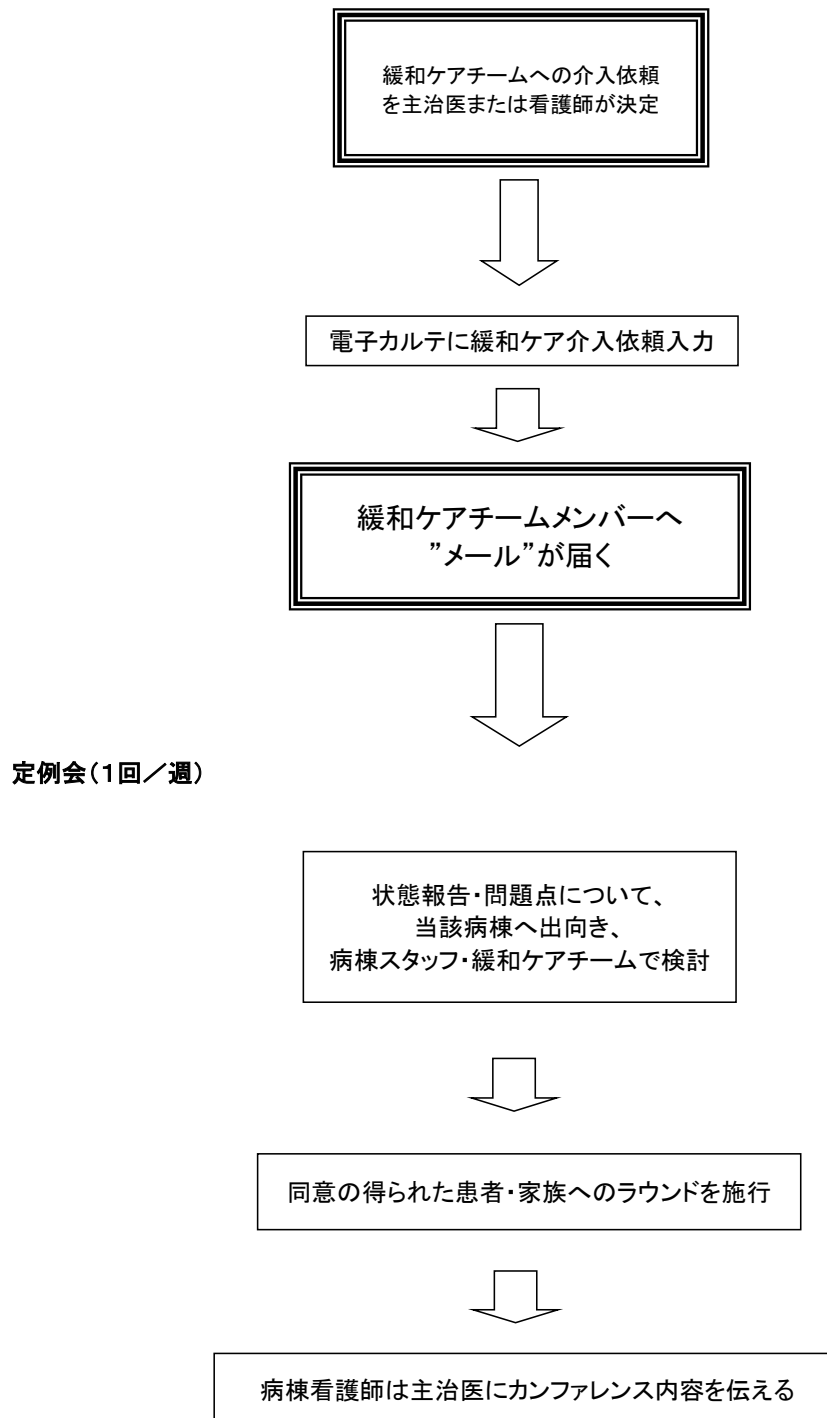 緩和ケアチームへの介入依頼
を主治医または看護師が決定
電子カルテに緩和ケア介入依頼入力
緩和ケアチームメンバーへ
”メール”が届く
定例会(1回／週)
状態報告・問題点について、
当該病棟へ出向き、
病棟スタッフ・緩和ケアチームで検討
同意の得られた患者・家族へのラウンドを施行
病棟看護師は主治医にカンファレンス内容を伝える